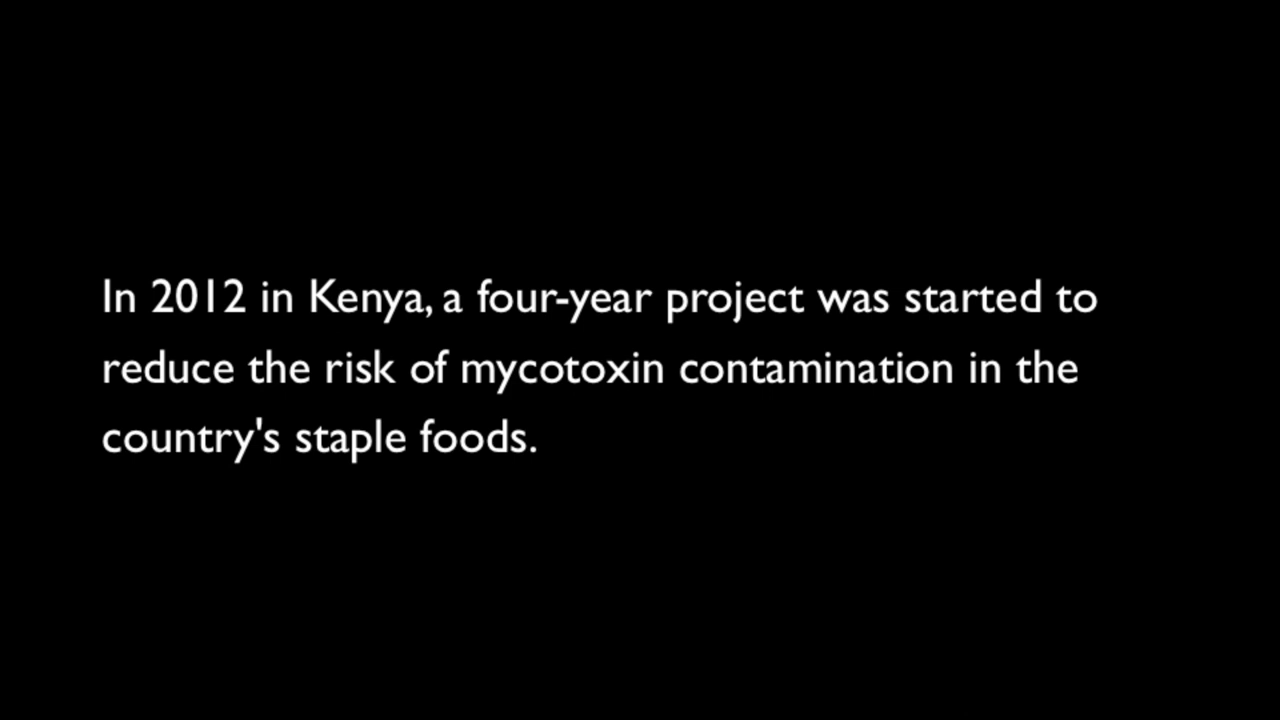 In 2012 in Kenya, a four-year project was started to
reduce the risk of mycotoxin contamination in the
country's staple foods.